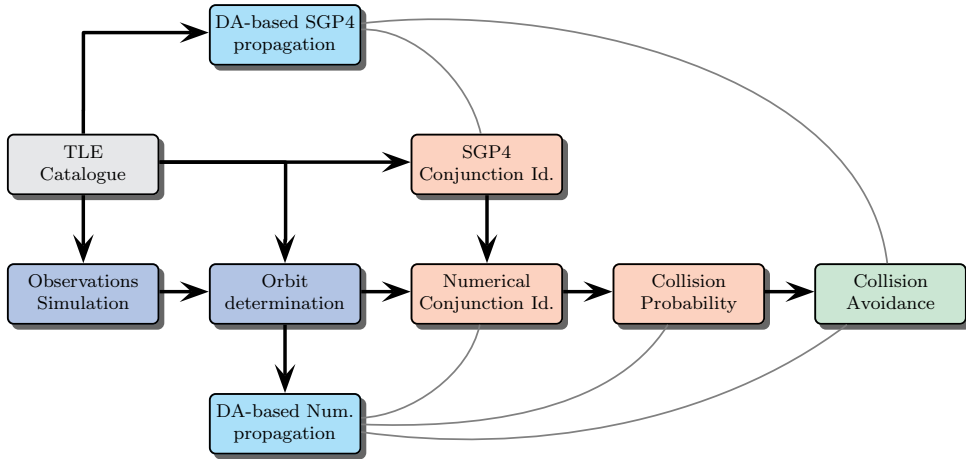 DA-based SGP4
propagation
TLE
Catalogue
SGP4
Conjunction Id.
Observations
Simulation
Orbit
determination
Numerical
Conjunction Id.
Collision
Probability
Collision
Avoidance
DA-based Num.
propagation